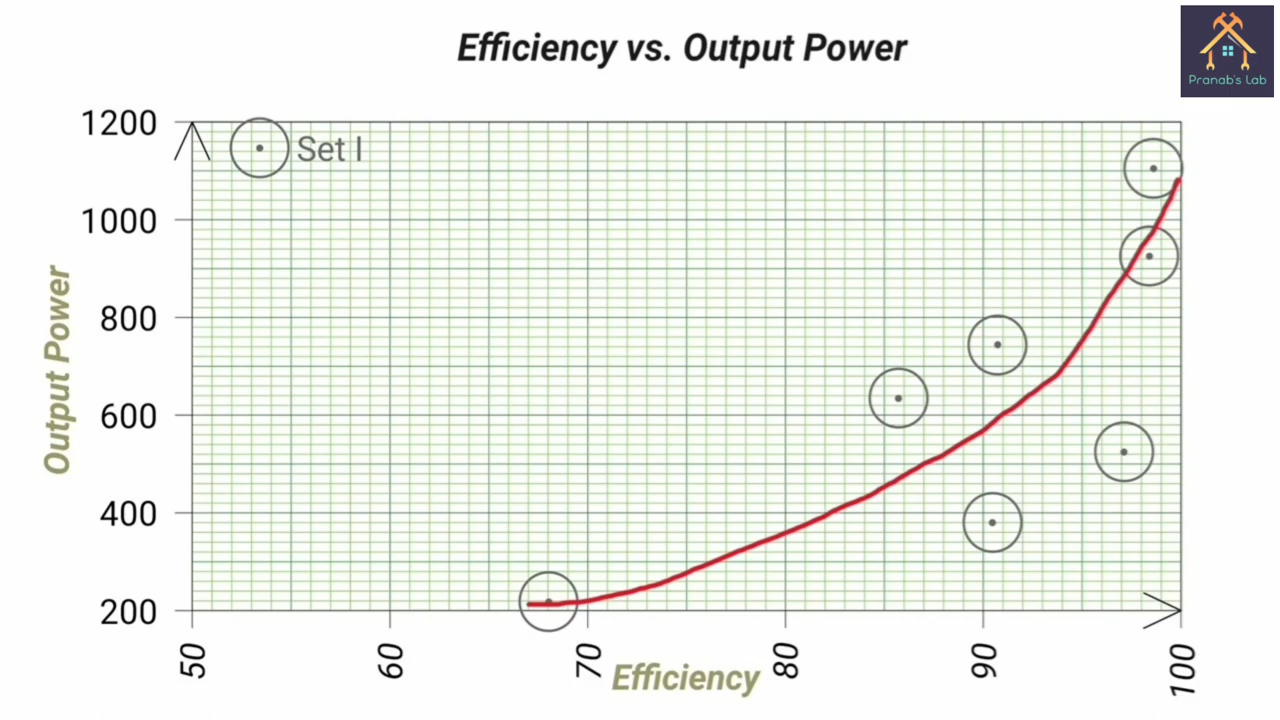 Efficiency vs. Output Power
Pranab's Lab
Set I
1200
1000
800
600
400
200
Output Power
50
60
70
80
90
100
Efficiency